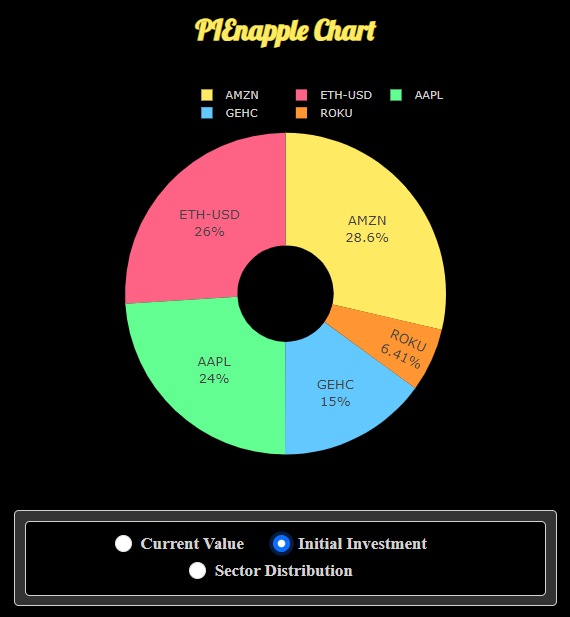 PIEnapple Chart
AMZN ETH-USD AAPL
GEHC ROKU
ETH-USD
26%
AMZN
28.6%
ROKU
6.41%
AAPL
24%
GEHC
15%
Current Value Initial Investment
Sector Distribution